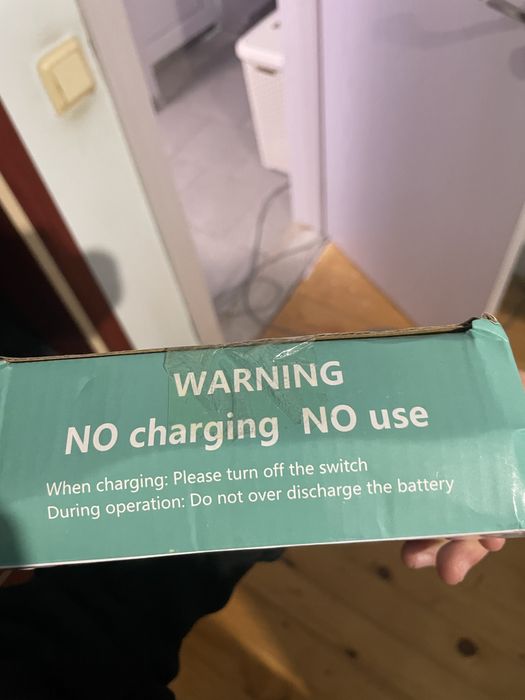 WARNING
NO charging NO use
When charging: Please turn off the switch
During operation: Do not over discharge the battery